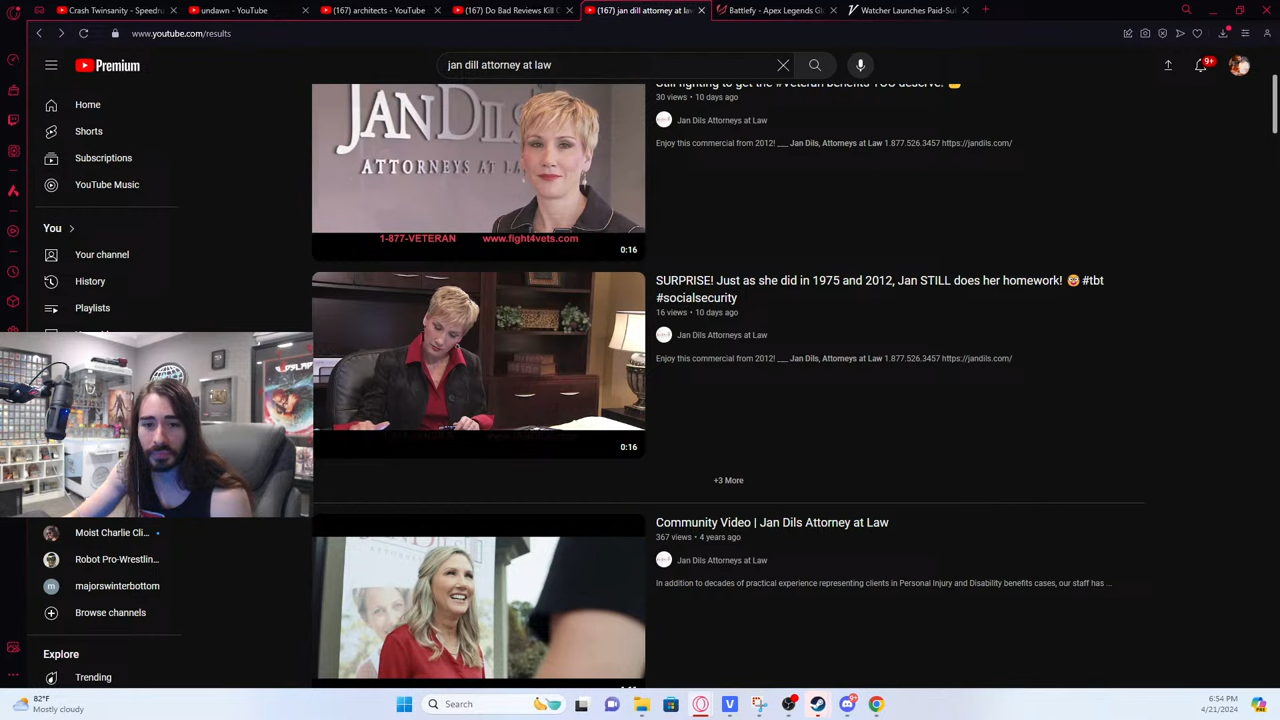 Crash Twinsanity - Speedru
undawn - YouTube
(167) architects - YouTube
(167) Do Bad Reviews Kill C
(167) jan dill attorney at law
Battlefy - Apex Legends Gl
Watcher Launches Paid-Sul
www.youtube.com/results
Premium
jan dill attorney at law
9+
Home
Shorts
Subscriptions
YouTube Music
You
Your channel
History
Playlists
Moist Charlie Cli...
Robot Pro-Wrestlin...
majorswinterbottom
Browse channels
Explore
Trending
JANDILS
ATTORNEYS AT LAW
1-877-VETERAN www.fight4vets.com
0:16
Still fighting to get the #Veteran benefits YOU deserve!
30 views • 10 days ago
Jan Dils Attorneys at Law
Enjoy this commercial from 2012! ___ Jan Dils, Attorneys at Law 1.877.526.3457 https://jandils.com/
0:16
SURPRISE! Just as she did in 1975 and 2012, Jan STILL does her homework! 🤓 #tbt
#socialsecurity
16 views • 10 days ago
Jan Dils Attorneys at Law
Enjoy this commercial from 2012! ___ Jan Dils, Attorneys at Law 1.877.526.3457 https://jandils.com/
+3 More
Community Video | Jan Dils Attorney at Law
367 views • 4 years ago
Jan Dils Attorneys at Law
In addition to decades of practical experience representing clients in Personal Injury and Disability benefits cases, our staff has ...
82°F
Mostly cloudy
Search
6:54 PM
4/21/2024